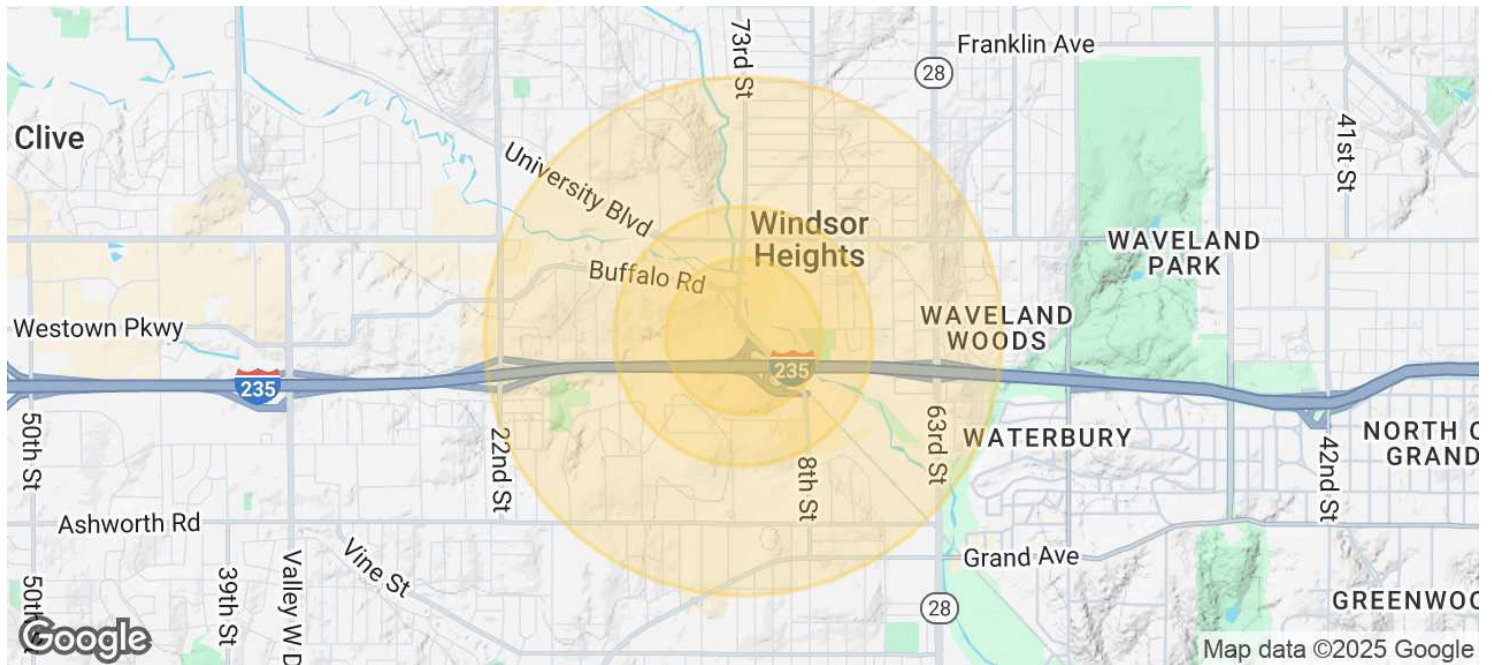 73rd St
Franklin Ave
28
Clive
41st St
University Blvd
Windsor
Heights
WAVELAND
PARK
Buffalo Rd
Westown Pkwy
WAVELAND
WOODS
235
235
50th St
22nd St
63rd St
WATERBURY
8th St
42nd St
NORTH O
GRAND
Ashworth Rd
Vine St
Grand Ave
39th St
Valley W D
50th
28
GREENWOO
Google
Map data ©2025 Google